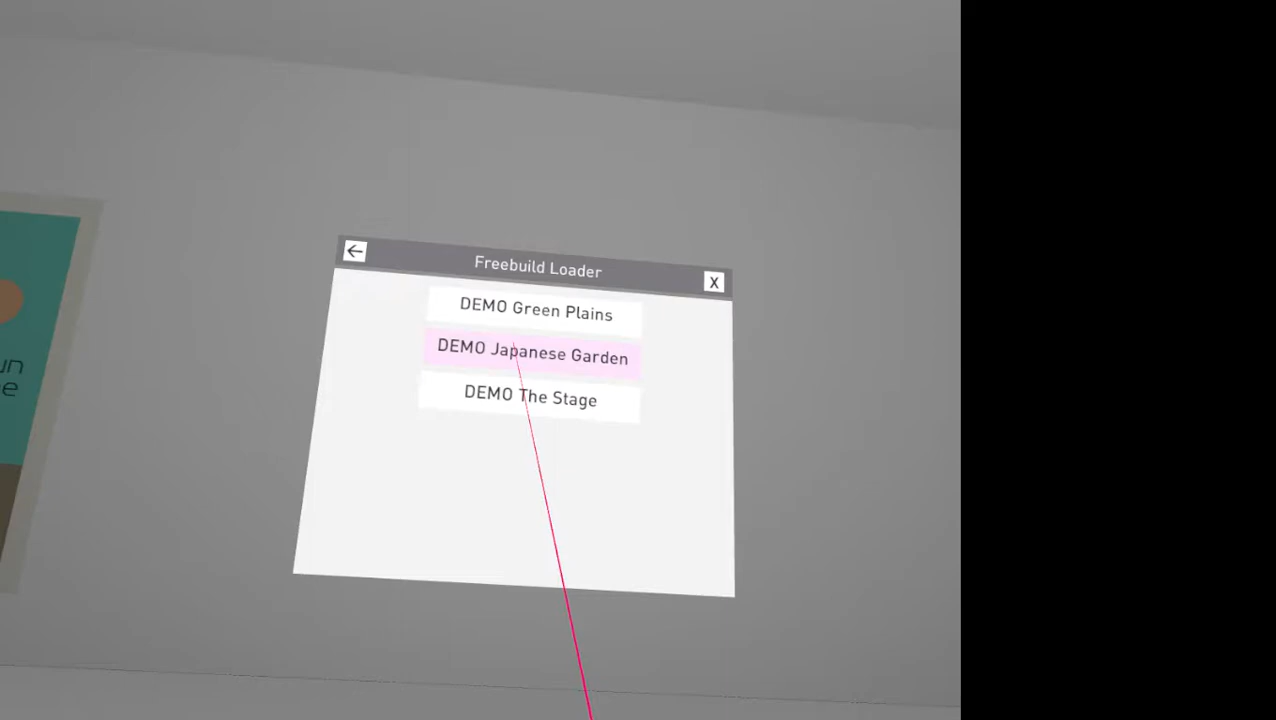 Freebuild Loader
X
DEMO Green Plains
DEMO Japanese Garden
DEMO The Stage